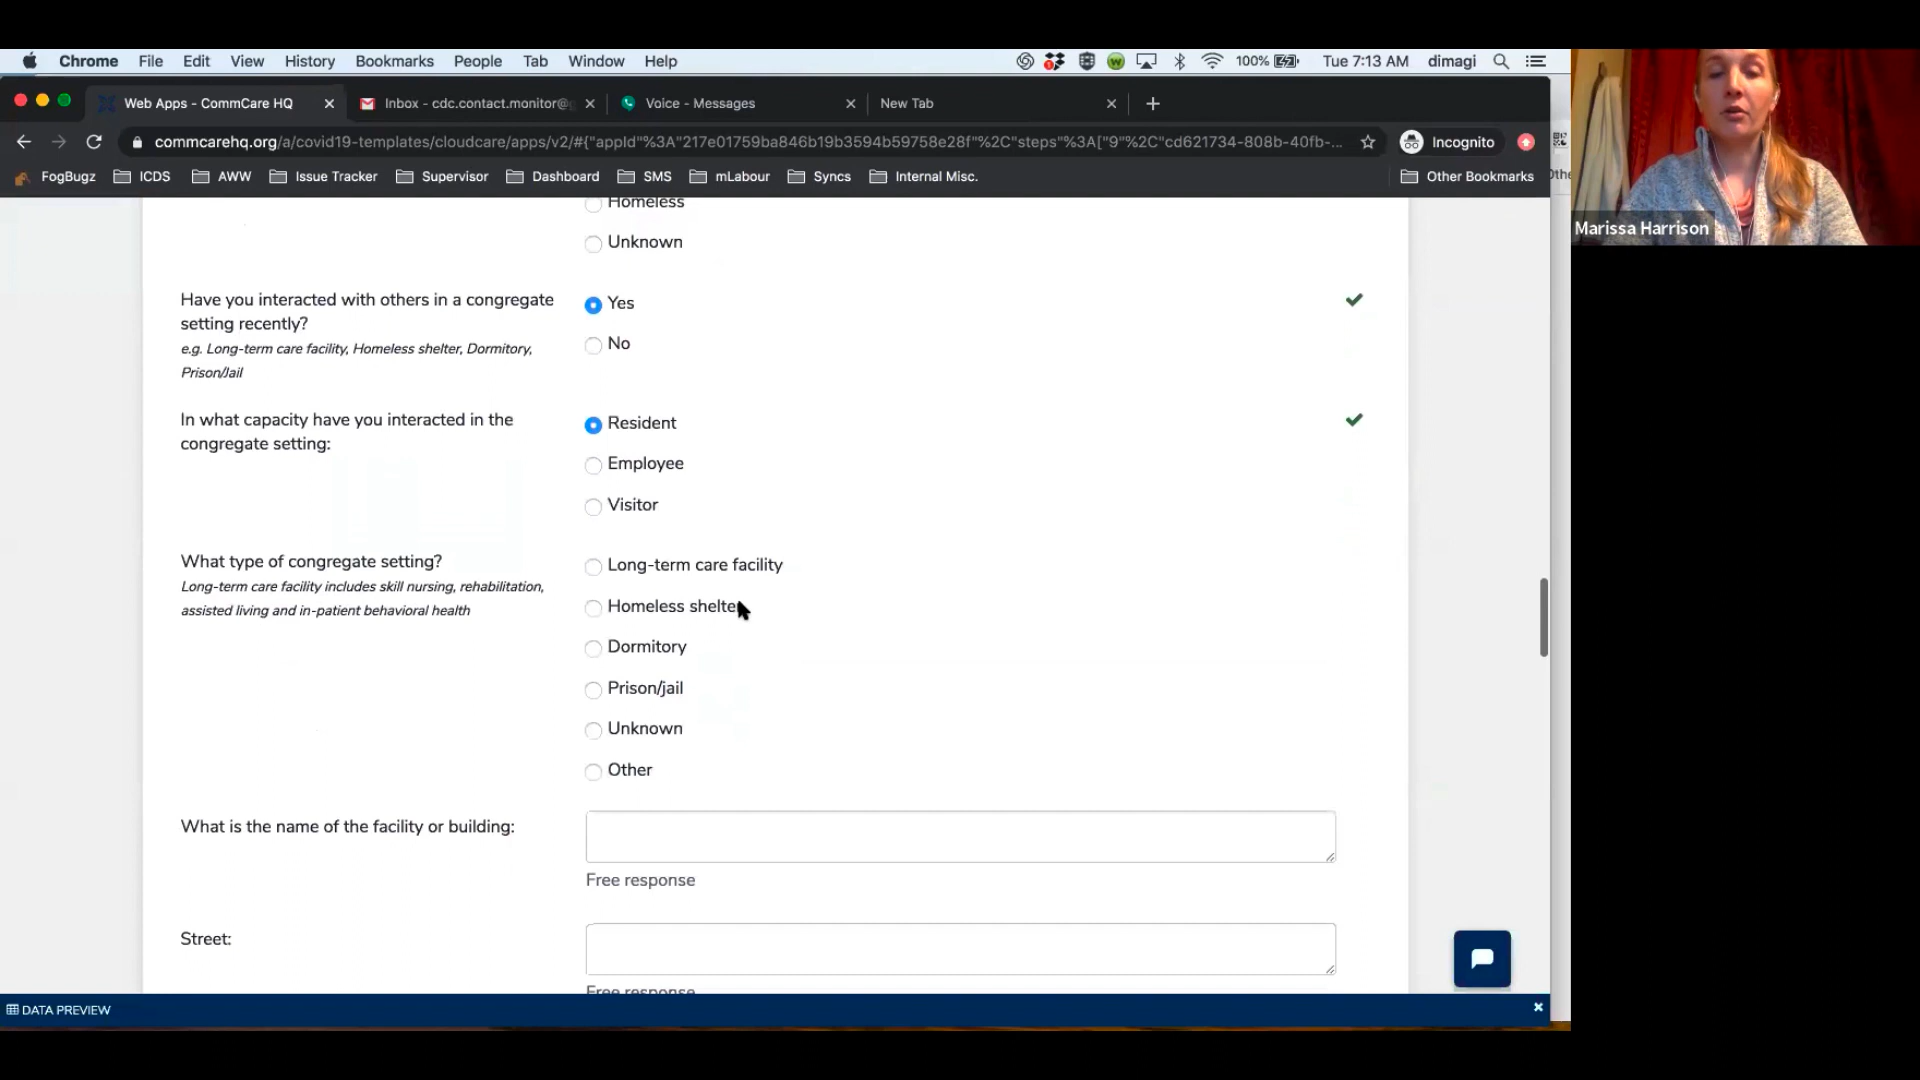 Chrome File Edit View History Bookmarks People Tab Window Help 100% Tue 7:13 AM dimagi
Web Apps - CommCare HQ Inbox - cdc.contact.monitor@ Voice - Messages New Tab
commcarehq.org/a/covid19-templates/cloudcare/apps/v2/#{"appId"%3A"217e01759ba846b19b3594b59758e28f"%2C"steps"%3A["9"%2C"cd621734-808b-40fb-... Incognito
FogBugz ICDS AWW Issue Tracker Supervisor Dashboard SMS mLabour Syncs Internal Misc. Other Bookmarks
Marissa Harrison
Homeless
Unknown
Have you interacted with others in a congregate
setting recently?
e.g. Long-term care facility, Homeless shelter, Dormitory,
Prison/Jail
Yes
No
In what capacity have you interacted in the
congregate setting:
Resident
Employee
Visitor
What type of congregate setting?
Long-term care facility includes skill nursing, rehabilitation,
assisted living and in-patient behavioral health
Long-term care facility
Homeless shelter
Dormitory
Prison/jail
Unknown
Other
What is the name of the facility or building:
Free response
Street:
Free response
DATA PREVIEW